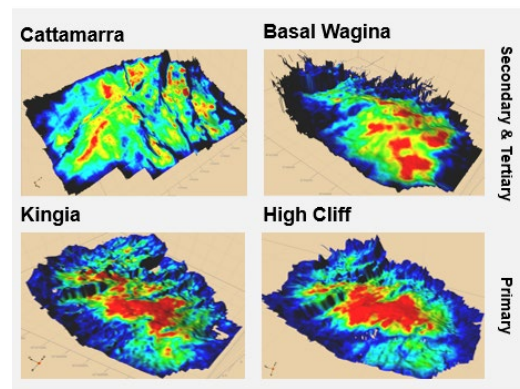 Cattamarra
Basal Wagina
Secondary & Tertiary
Kingia
High Cliff
Primary